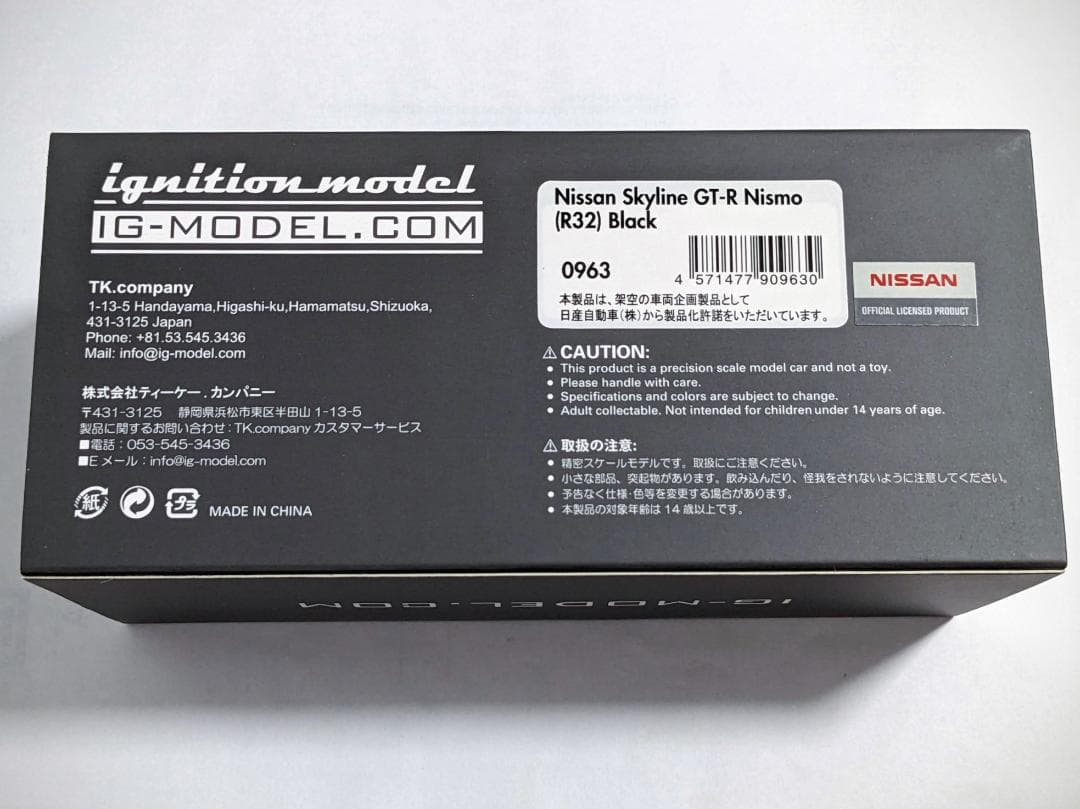 ignition model
IG-MODEL.COM
TK.company
1-13-5 Handayama,Higashi-ku,Hamamatsu,Shizuoka,
431-3125 Japan
Phone: +81.53.545.3436
Mail: info@ig-model.com
株式会社ティーケー.カンパニー
〒431-3125 静岡県浜松市東区半田山 1-13-5
製品に関するお問い合わせ:TK.company カスタマーサービス
■電話:053-545-3436
■E メール:info@ig-model.com
紙
プラ
MADE IN CHINA
Nissan Skyline GT-R Nismo
(R32) Black
0963
4 571477 909630
本製品は、架空の車両企画製品として
日産自動車(株)から製品化許諾をいただいています。
NISSAN
OFFICIAL LICENSED PRODUCT
⚠ CAUTION:
● This product is a precision scale model car and not a toy.
● Please handle with care.
● Specifications and colors are subject to change.
● Adult collectable. Not intended for children under 14 years of age.
⚠ 取扱の注意:
● 精密スケールモデルです。取扱にご注意ください。
● 小さな部品、突起物があります。飲み込んだり、怪我をされないように注意してください。
● 予告なく仕様・色等を変更する場合があります。
● 本製品の対象年齢は 14 歳以上です。
IG-MODEL.COM